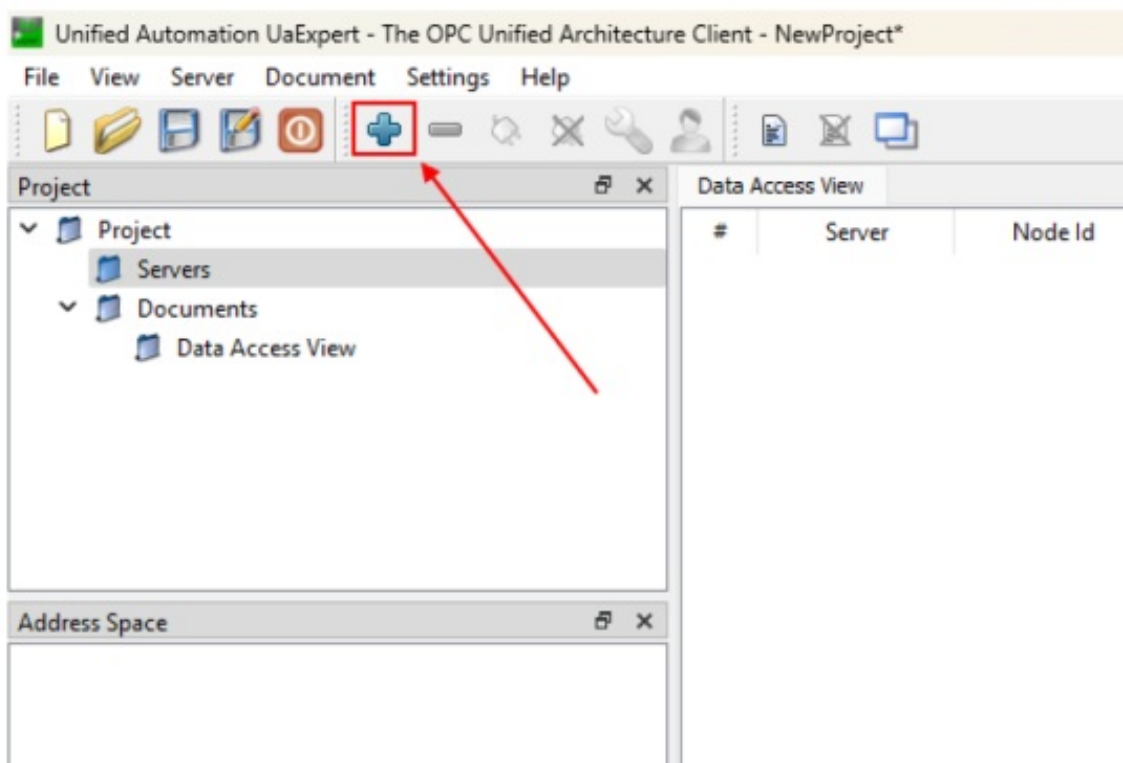 Unified Automation UaExpert - The OPC Unified Architecture Client - NewProject*
File View Server Document Settings Help
Project
Data Access View
Project
# Server Node Id
Servers
Documents
Data Access View
Address Space